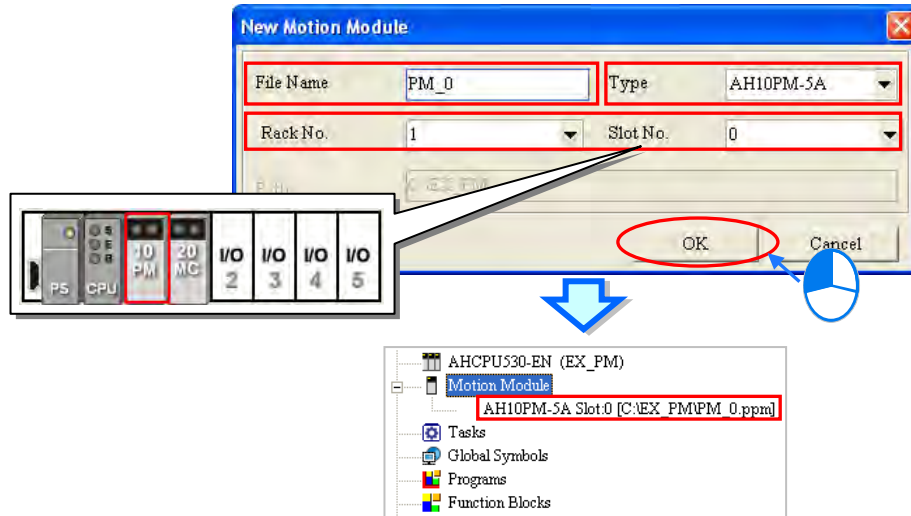 New Motion Module
File Name PM_0 Type AH10PM-5A
Rack No. 1 Slot No. 0
OK Cancel
PS CPU 10 PM 20 MC I/O 2 I/O 3 I/O 4 I/O 5
AHCPU530-EN (EX_PM)
Motion Module
AH10PM-5A Slot:0 [C:\EX_PM\PM_0.ppm]
Tasks
Global Symbols
Programs
Function Blocks